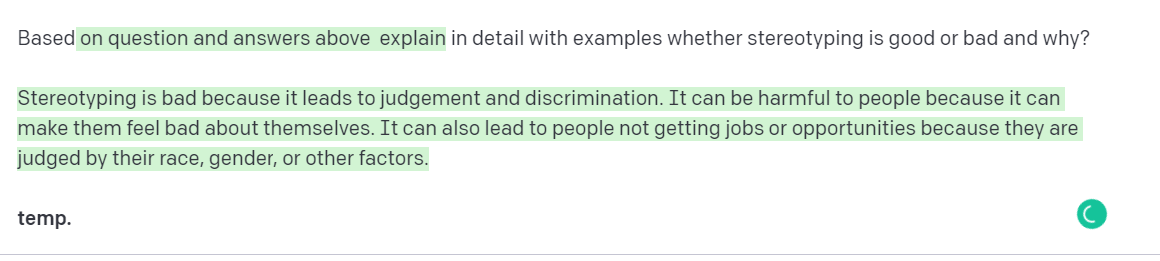 Based on question and answers above  explain in detail with examples whether stereotyping is good or bad and why?
Stereotyping is bad because it leads to judgement and discrimination. It can be harmful to people because it can
make them feel bad about themselves. It can also lead to people not getting jobs or opportunities because they are
judged by their race, gender, or other factors.
temp.